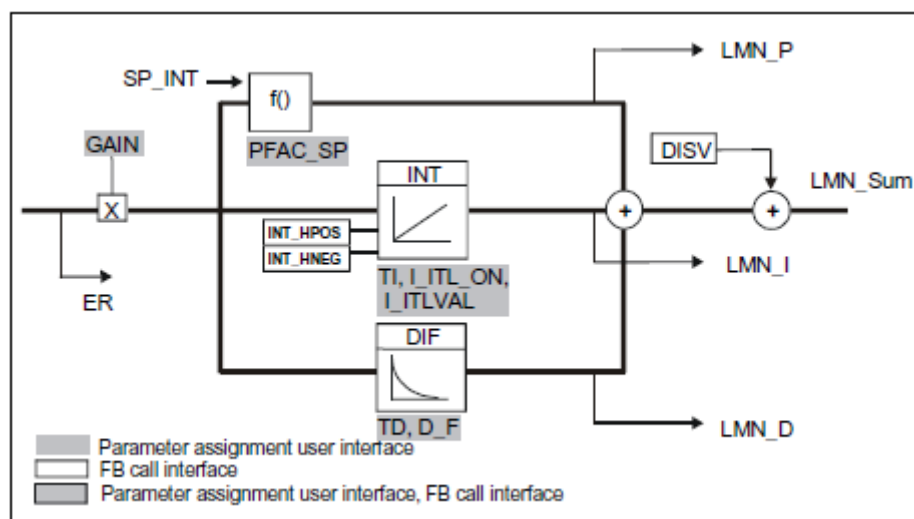 LMN_P
SP_INT
f()
GAIN
PFAC_SP
DISV
INT
LMN_Sum
X
+
+
INT_HPOS
INT_HNEG
LMN_I
ER
TI, I_ITL_ON,
I_ITLVAL
DIF
TD, D_F
LMN_D
Parameter assignment user interface
FB call interface
Parameter assignment user interface, FB call interface